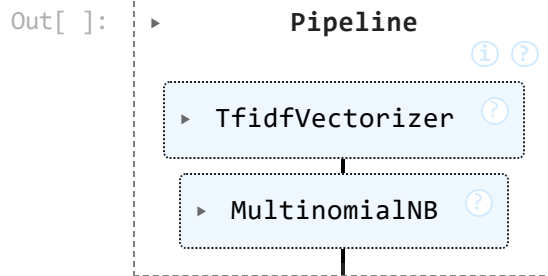 Out[ ]:
▸ Pipeline
i ?
▸ TfidfVectorizer ?
▸ MultinomialNB ?